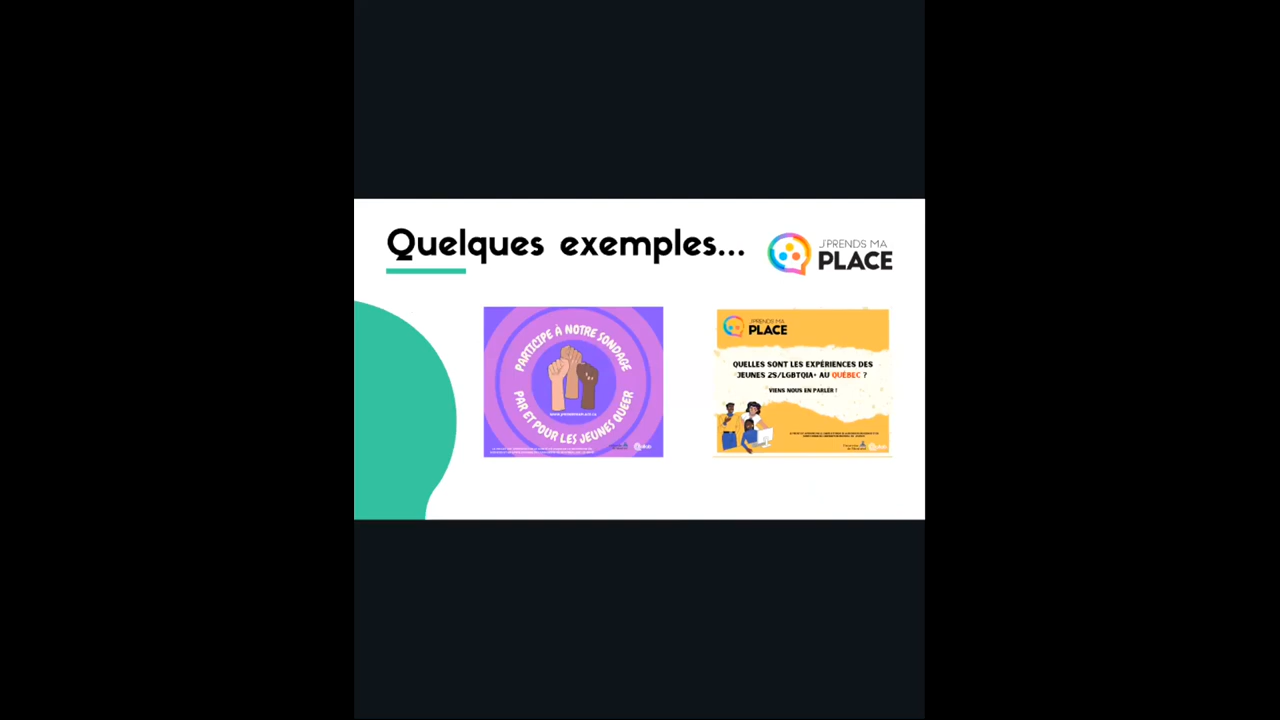 Quelques exemples...
J'PRENDS MA
PLACE
PARTICIPE À NOTRE SONDAGE
PAR ET POUR LES JEUNES QUEER
J'PRENDS MA
PLACE
QUELLES SONT LES EXPÉRIENCES DES
JEUNES 2S/LGBTQIA+ AU QUÉBEC ?
VIENS NOUS EN PARLER !